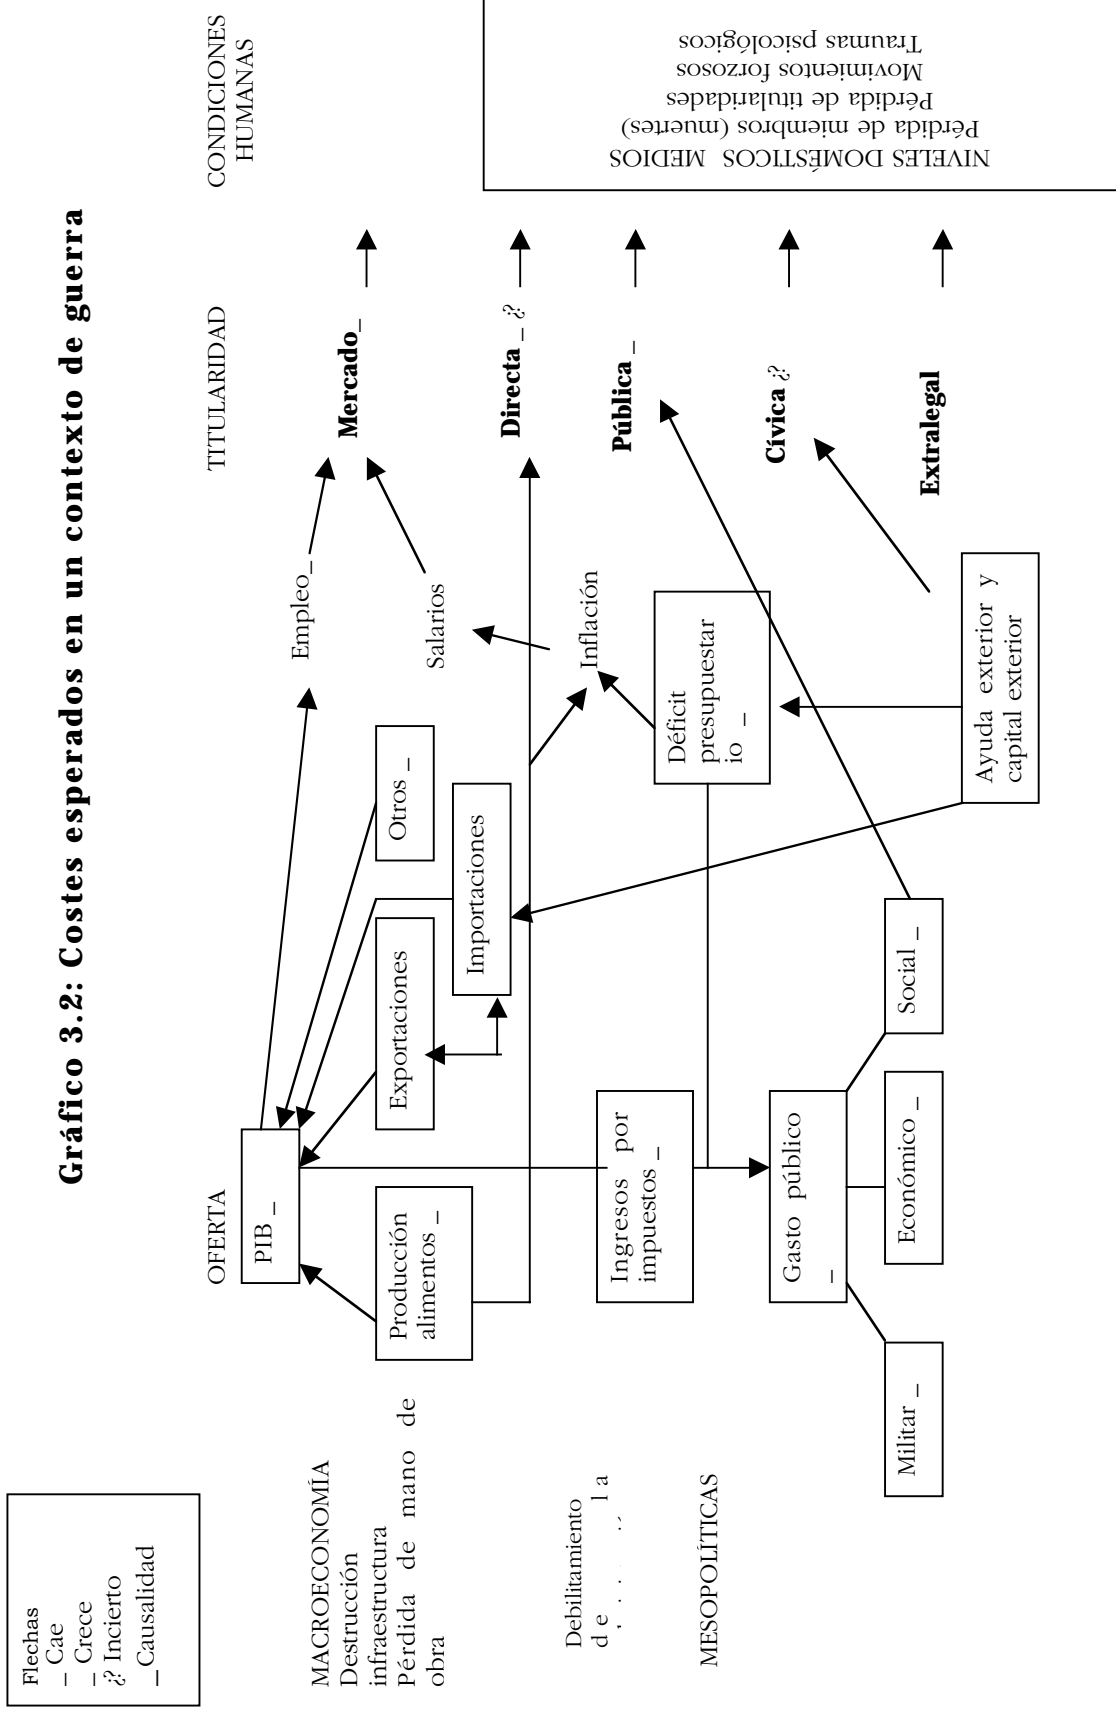 Gráfico 3.2: Costes esperados en un contexto de guerra
Flechas
_ Cae
_ Crece
¿? Incierto
_ Causalidad
OFERTA
TITULARIDAD
CONDICIONES
HUMANAS
MACROECONOMÍA
Destrucción
infraestructura
Pérdida de mano de
obra
PIB _
Producción
alimentos _
Exportaciones
Importaciones
Otros _
Empleo_
Salarios
Inflación
Mercado_
Directa _ ¿?
Pública _
Cívica ¿?
Extralegal
Debilitamiento
de la
MESOPOLÍTICAS
Ingresos por
impuestos _
Déficit
presupuestar
io _
Gasto público
_
Militar _
Económico _
Social _
Ayuda exterior y
capital exterior
NIVELES DOMÉSTICOS MEDIOS
Pérdida de miembros (muertes)
Pérdida de titularidades
Movimientos forzosos
Traumas psicológicos